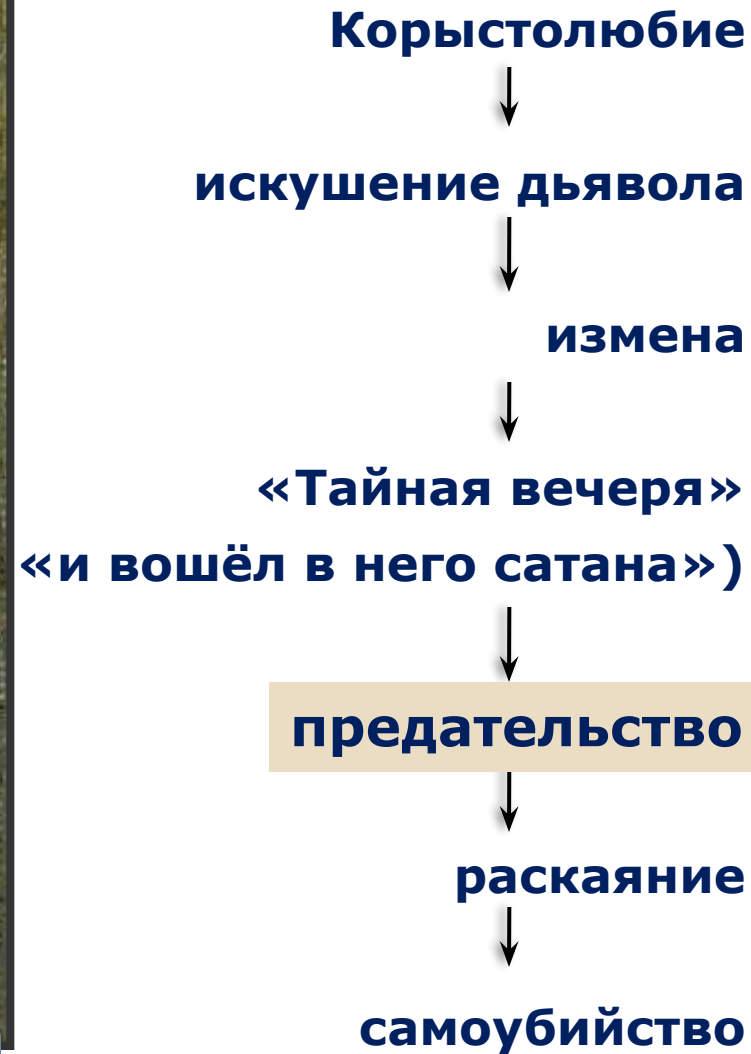 Корыстолюбие
искушение дьявола
измена
«Тайная вечеря»
«и вошёл в него сатана»)
предательство
раскаяние
самоубийство